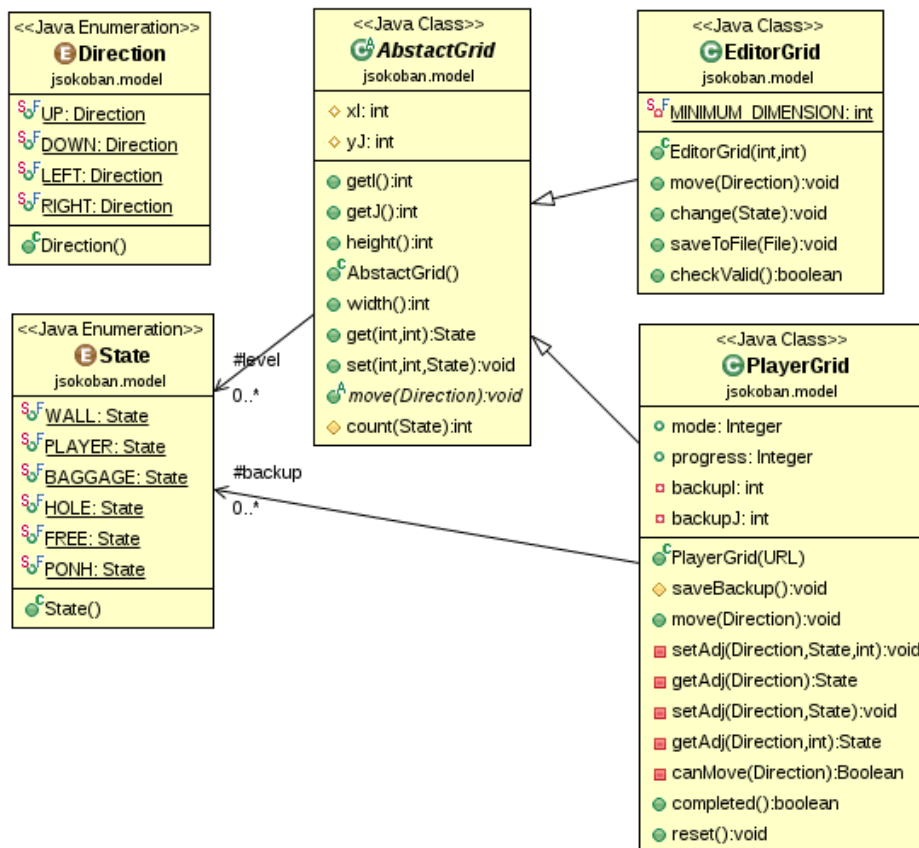 <<Java Enumeration>>
E Direction
jsokoban.model
S F UP: Direction
S F DOWN: Direction
S F LEFT: Direction
S F RIGHT: Direction
C Direction()
<<Java Class>>
C A AbstactGrid
jsokoban.model
xI: int
yJ: int
getI():int
getJ():int
height():int
C AbstactGrid()
width():int
get(int,int):State
set(int,int,State):void
A move(Direction):void
count(State):int
<<Java Class>>
C EditorGrid
jsokoban.model
S F MINIMUM_DIMENSION: int
C EditorGrid(int,int)
move(Direction):void
change(State):void
saveToFile(File):void
checkValid():boolean
<<Java Enumeration>>
E State
jsokoban.model
S F WALL: State
S F PLAYER: State
S F BAGGAGE: State
S F HOLE: State
S F FREE: State
S F PONH: State
C State()
#level
0..*
#backup
0..*
<<Java Class>>
C PlayerGrid
jsokoban.model
mode: Integer
progress: Integer
backupI: int
backupJ: int
C PlayerGrid(URL)
saveBackup():void
move(Direction):void
setAdj(Direction,State,int):void
getAdj(Direction):State
setAdj(Direction,State):void
getAdj(Direction,int):State
canMove(Direction):Boolean
completed():boolean
reset():void